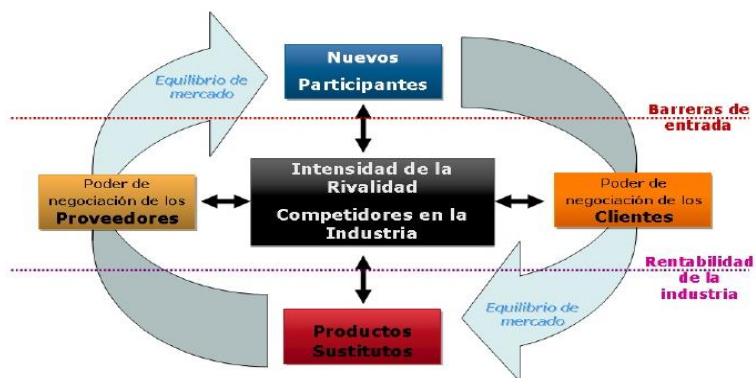 Equilibrio de
mercado
Nuevos
Participantes
Barreras de
entrada
Poder de
negociación de los
Proveedores
Intensidad de la
Rivalidad
Competidores en la
Industria
Poder de
negociación de los
Clientes
Rentabilidad
de la
industria
Equilibrio de
mercado
Productos
Sustitutos